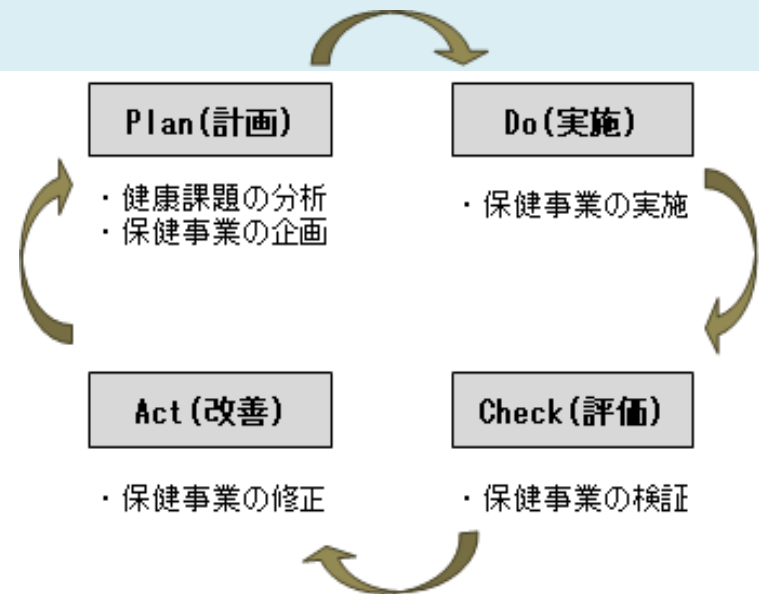 Plan(計画)
・健康課題の分析
・保健事業の企画
Do(実施)
・保健事業の実施
Act(改善)
・保健事業の修正
Check(評価)
・保健事業の検証